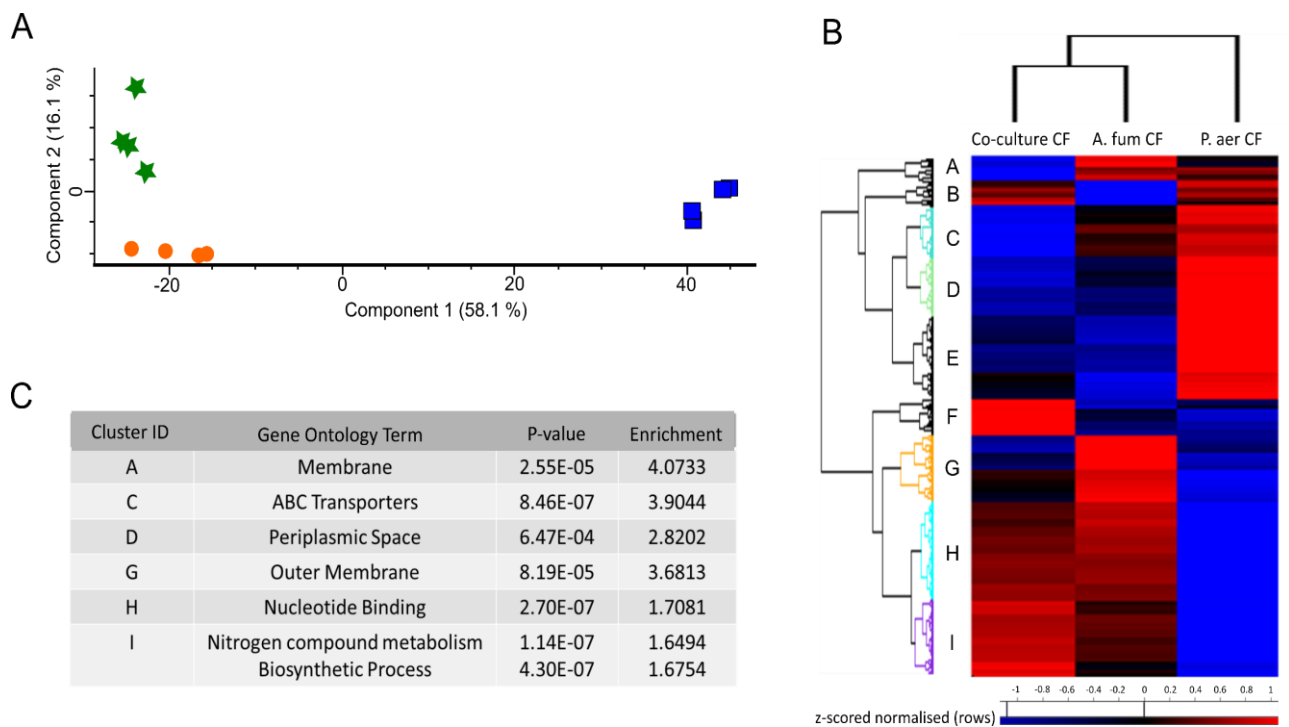 A
Component 2 (16.1 %)
0
-20
0
20
40
Component 1 (58.1 %)
B
Co-culture CF A. fum CF P. aer CF
A
B
C
D
E
F
G
H
I
-1 -0.8 -0.6 -0.4 -0.2 0 0.2 0.4 0.6 0.8 1
z-scored normalised (rows)
C
Cluster ID Gene Ontology Term P-value Enrichment
A Membrane 2.55E-05 4.0733
C ABC Transporters 8.46E-07 3.9044
D Periplasmic Space 6.47E-04 2.8202
G Outer Membrane 8.19E-05 3.6813
H Nucleotide Binding 2.70E-07 1.7081
I Nitrogen compound metabolism 1.14E-07 1.6494
Biosynthetic Process 4.30E-07 1.6754